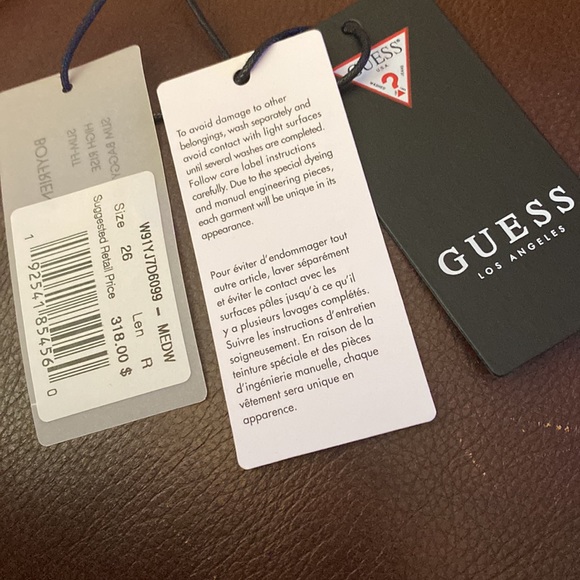 BOYFRIEN
HIGH RISE
W91YJ7D6099 – MEDW
Size 26 Len R
Suggested Retail Price 318.00 $
1 92541 85456 0
To avoid damage to other
belongings, wash separately and
avoid contact with light surfaces
until several washes are completed.
Follow care label instructions
carefully. Due to the special dyeing
and manual engineering pieces,
each garment will be unique in its
appearance.
Pour éviter d'endommager tout
autre article, laver séparément
et éviter le contact avec les
surfaces pâles jusqu'à ce qu'il
y a plusieurs lavages complétés.
Suivre les instructions d'entretien
soigneusement. En raison de la
teinture speciale et des pièces
d'ingénierie manuelle, chaque
vêtement sera unique en
apparence.
GUESS
U.S.A.
?
GUESS
LOS ANGELES